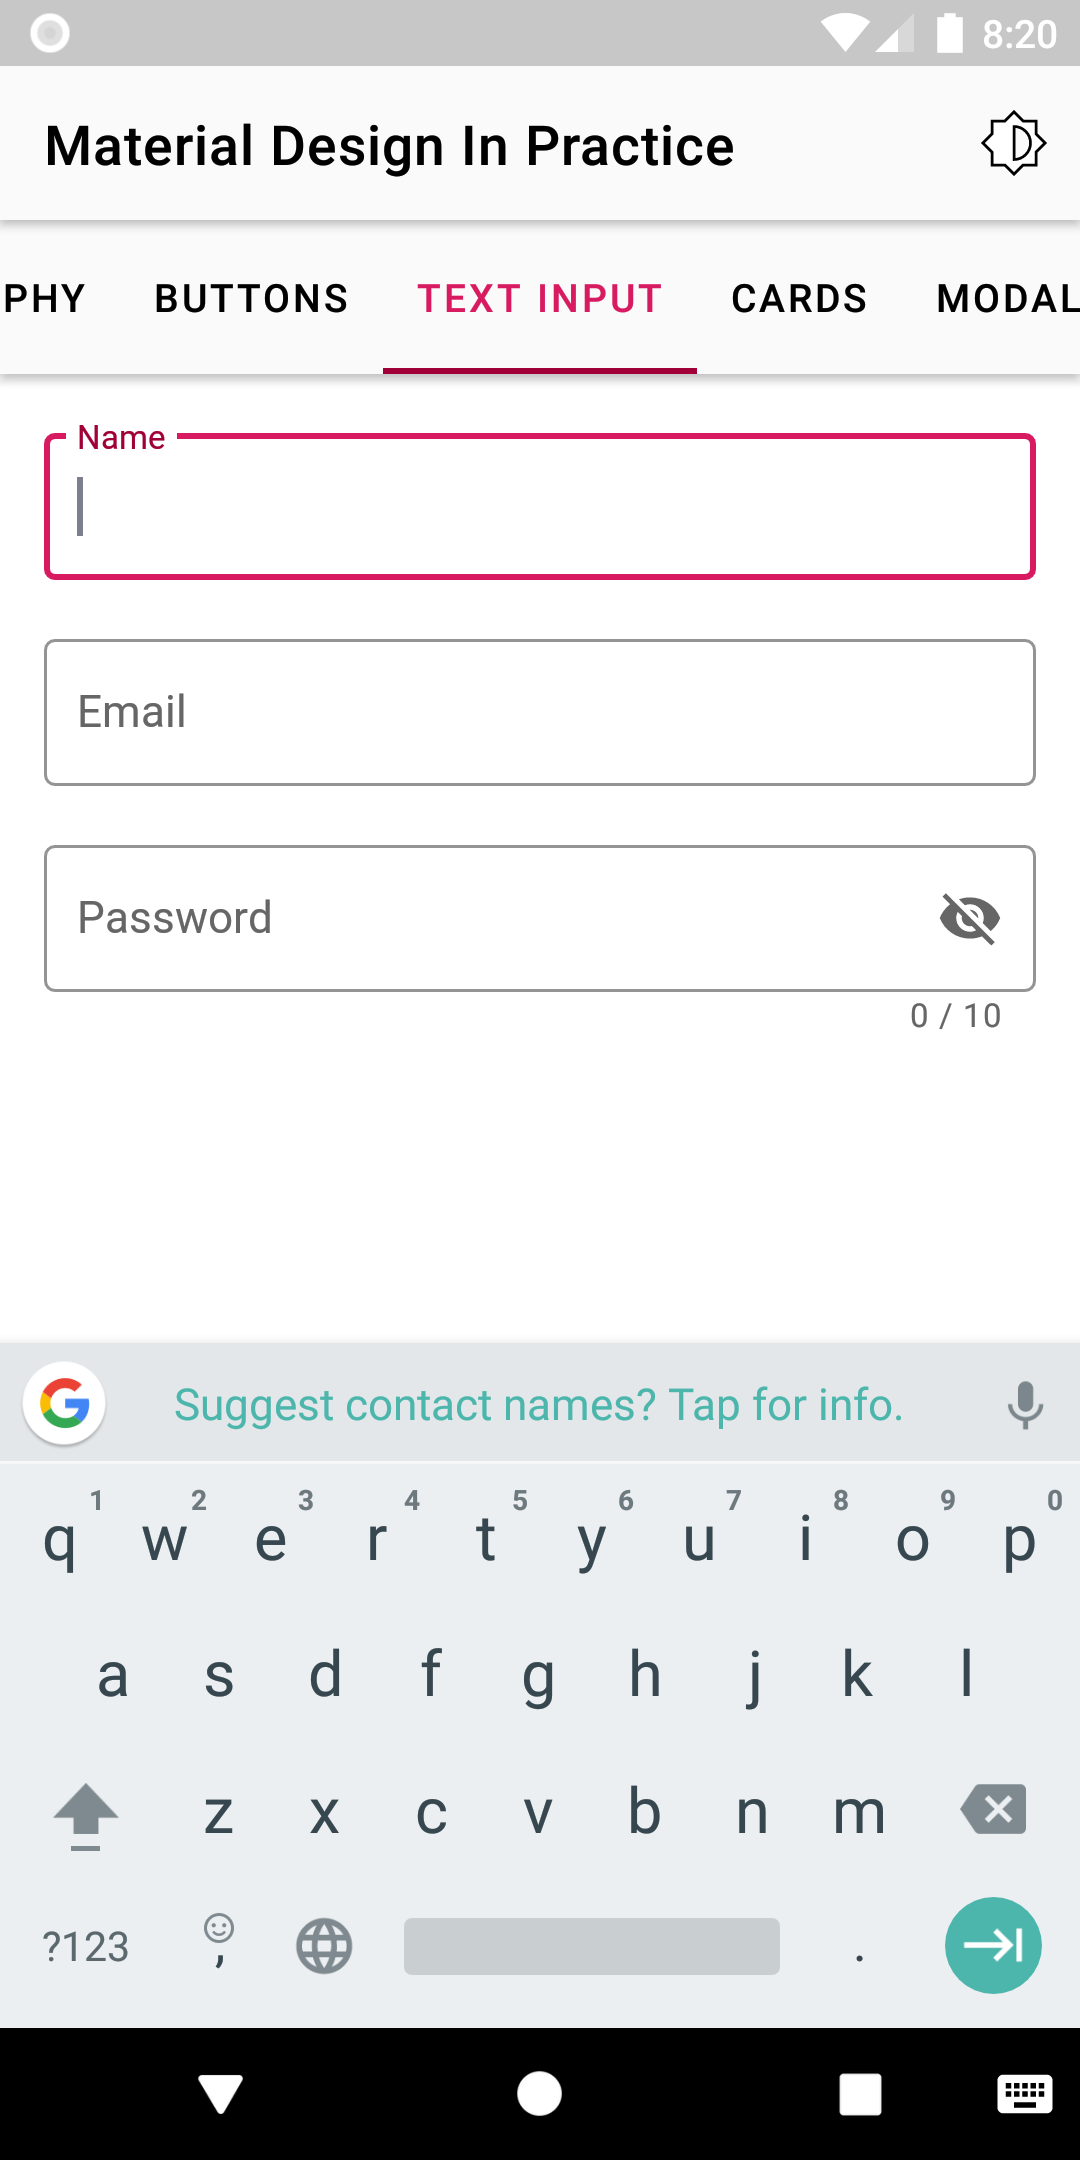 8:20
Material Design In Practice
PHY BUTTONS TEXT INPUT CARDS MODAL
Name
Email
Password
0 / 10
Suggest contact names? Tap for info.
1 2 3 4 5 6 7 8 9 0
q w e r t y u i o p
a s d f g h j k l
z x c v b n m
?123 , .